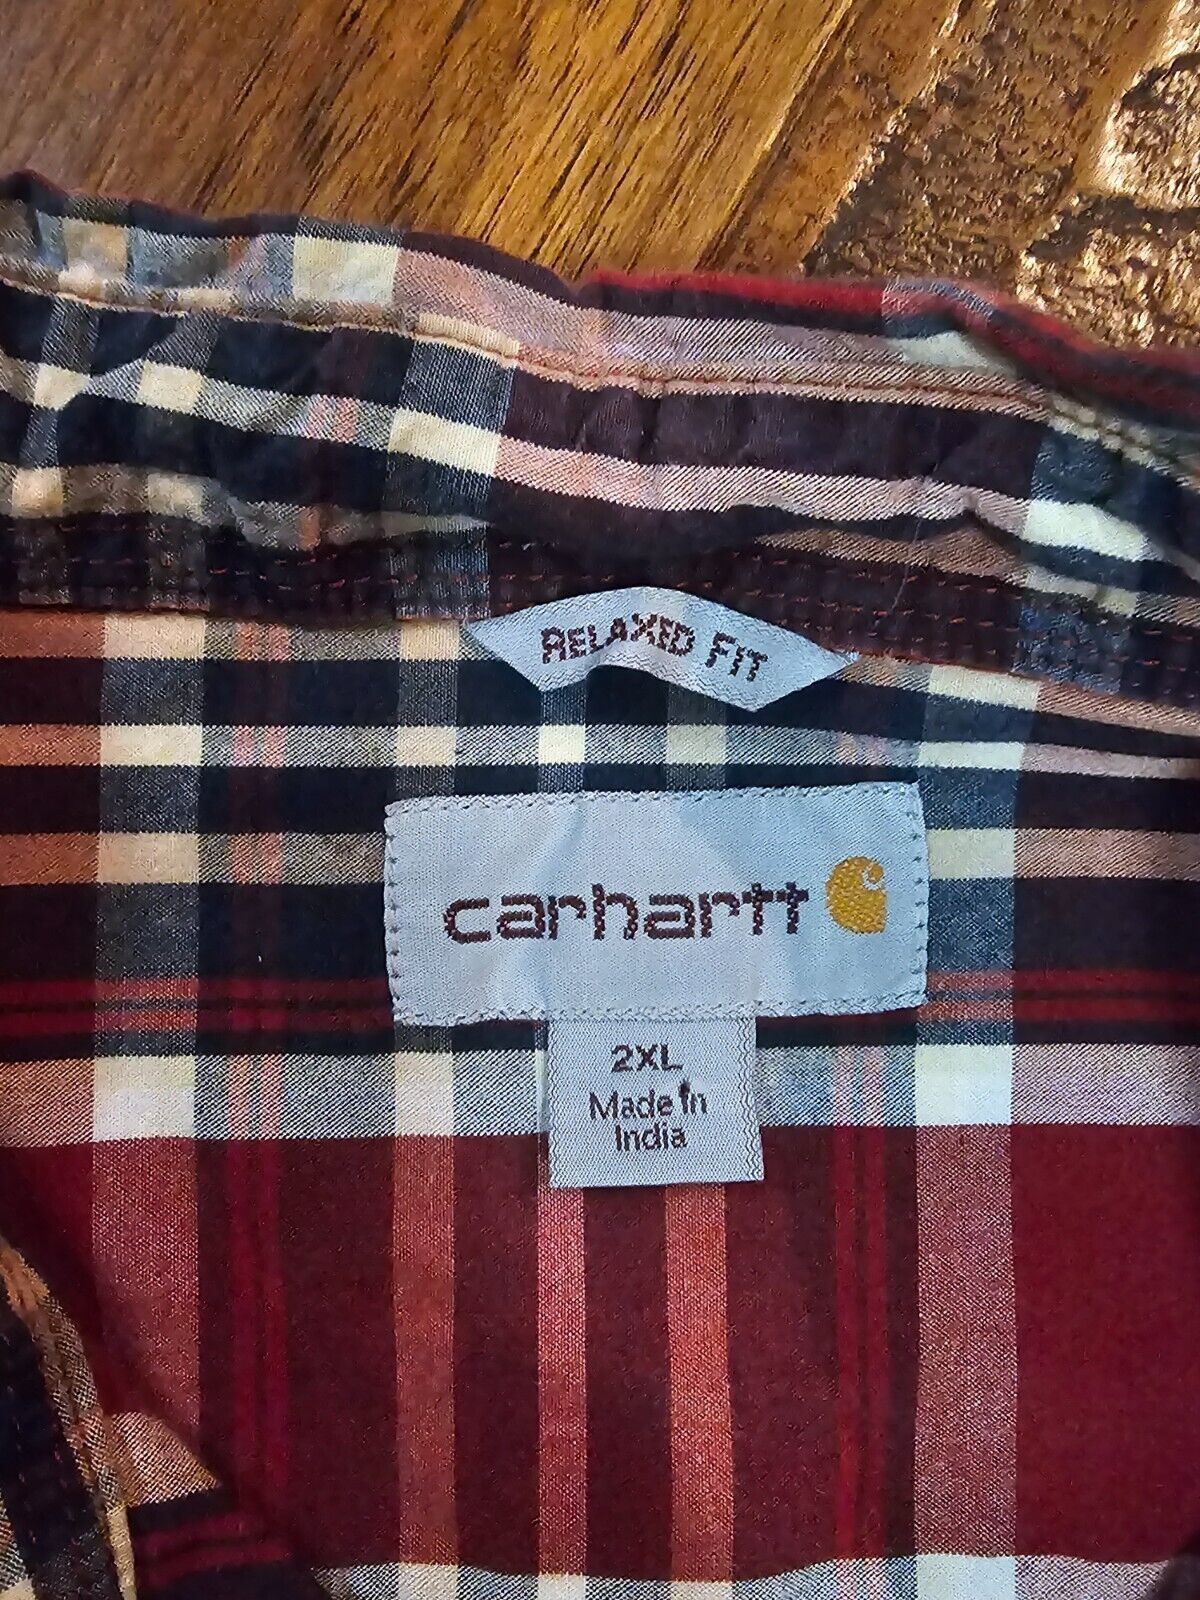 RELAXED FIT
carhartt
2XL
Made in
India